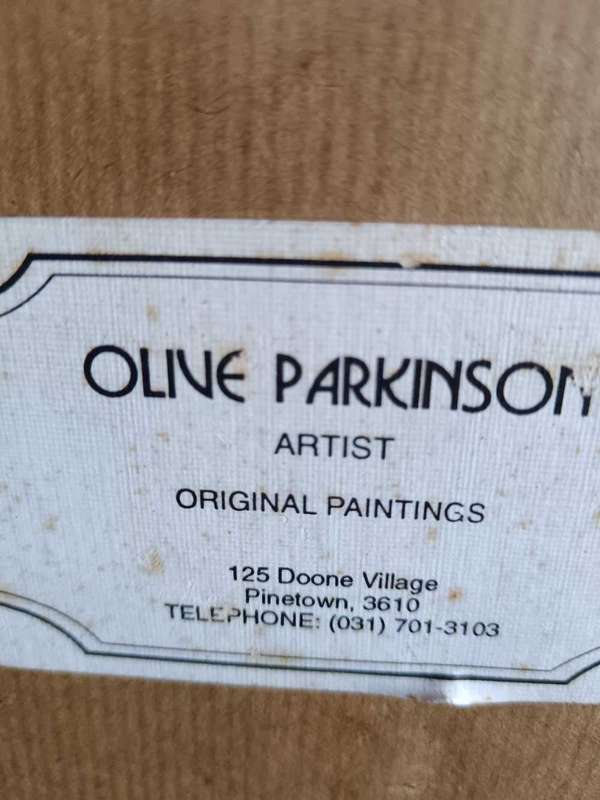 OLIVE PARKINSON
ARTIST
ORIGINAL PAINTINGS
125 Doone Village
Pinetown, 3610
TELEPHONE: (031) 701-3103